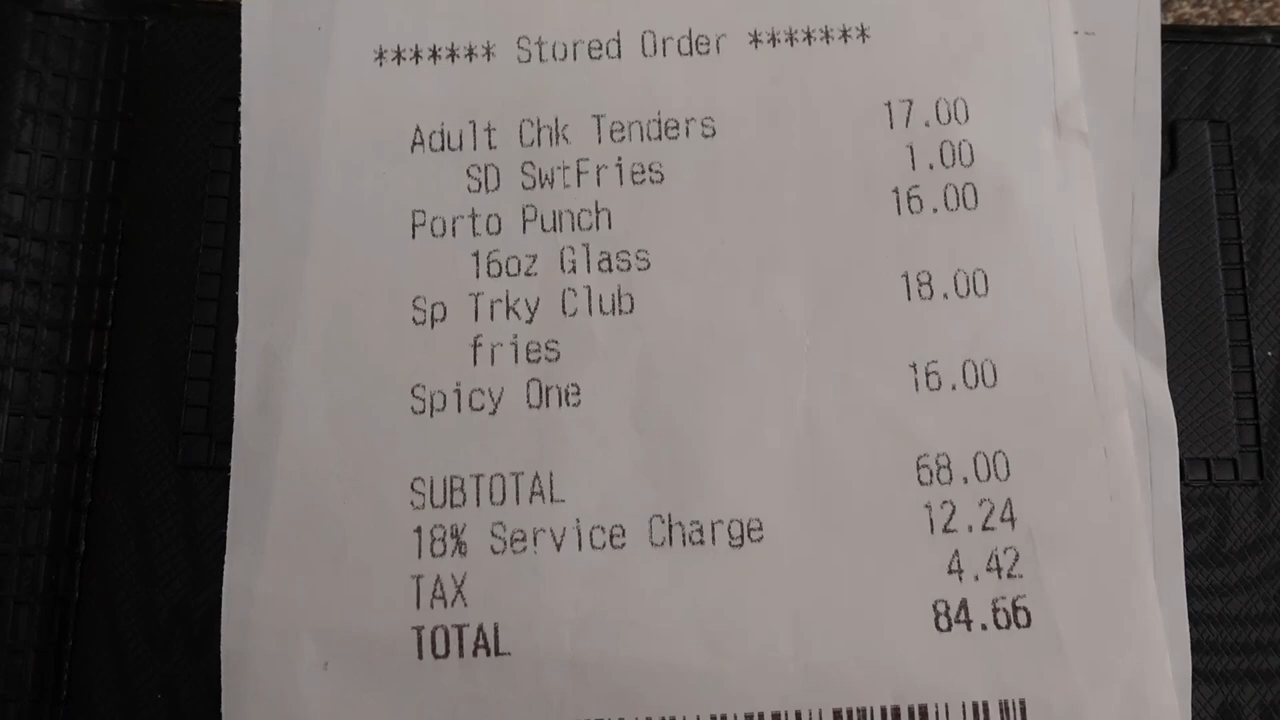 ******* Stored Order *******
Adult Chk Tenders 17.00
SD SwtFries 1.00
Porto Punch 16.00
16oz Glass
Sp Trky Club 18.00
fries
Spicy One 16.00
SUBTOTAL 68.00
18% Service Charge 12.24
TAX 4.42
TOTAL 84.66